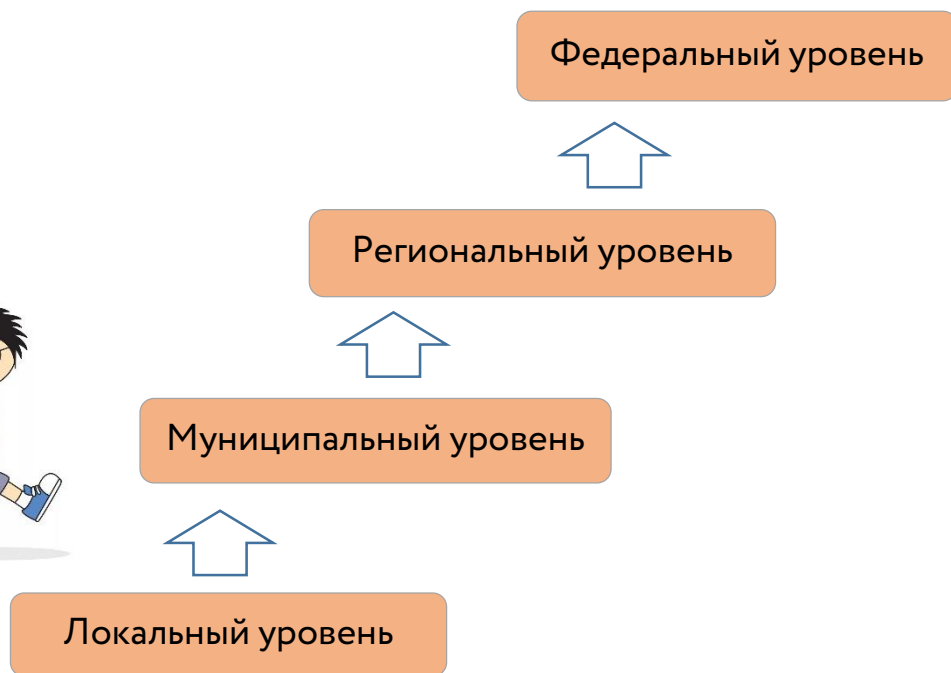 Федеральный уровень
Региональный уровень
Муниципальный уровень
Локальный уровень